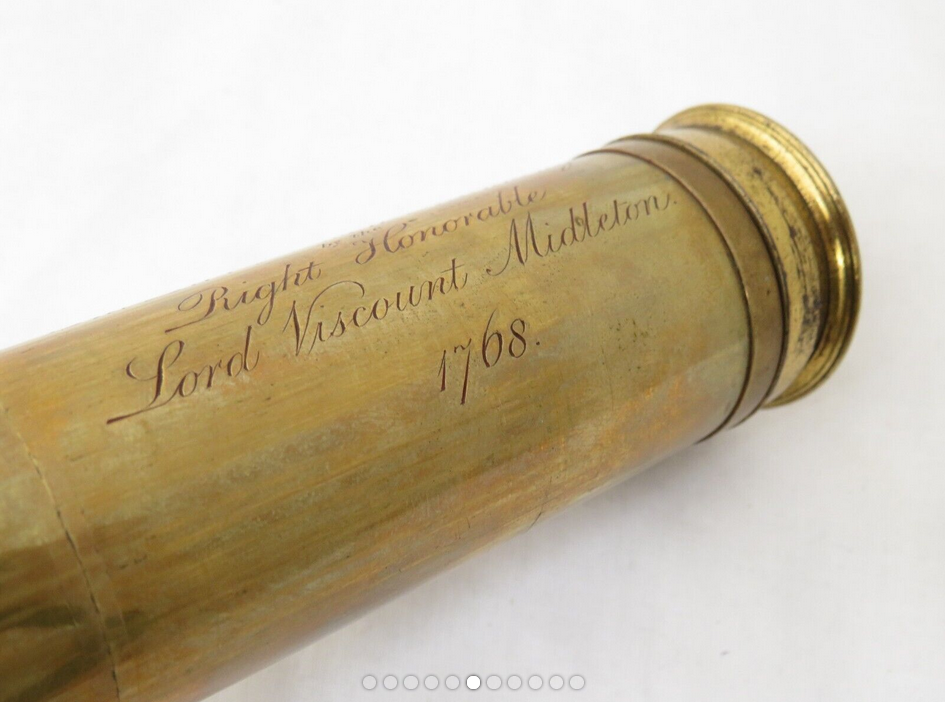 Right Honorable
Lord Viscount Midleton.
1768.